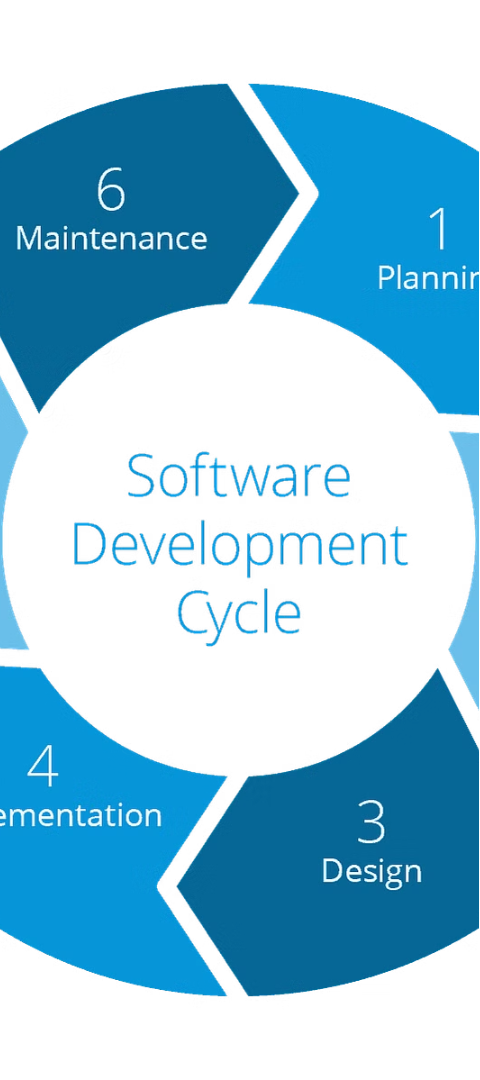 6
Maintenance
1
Plannin
Software
Development
Cycle
4
ementation
3
Design